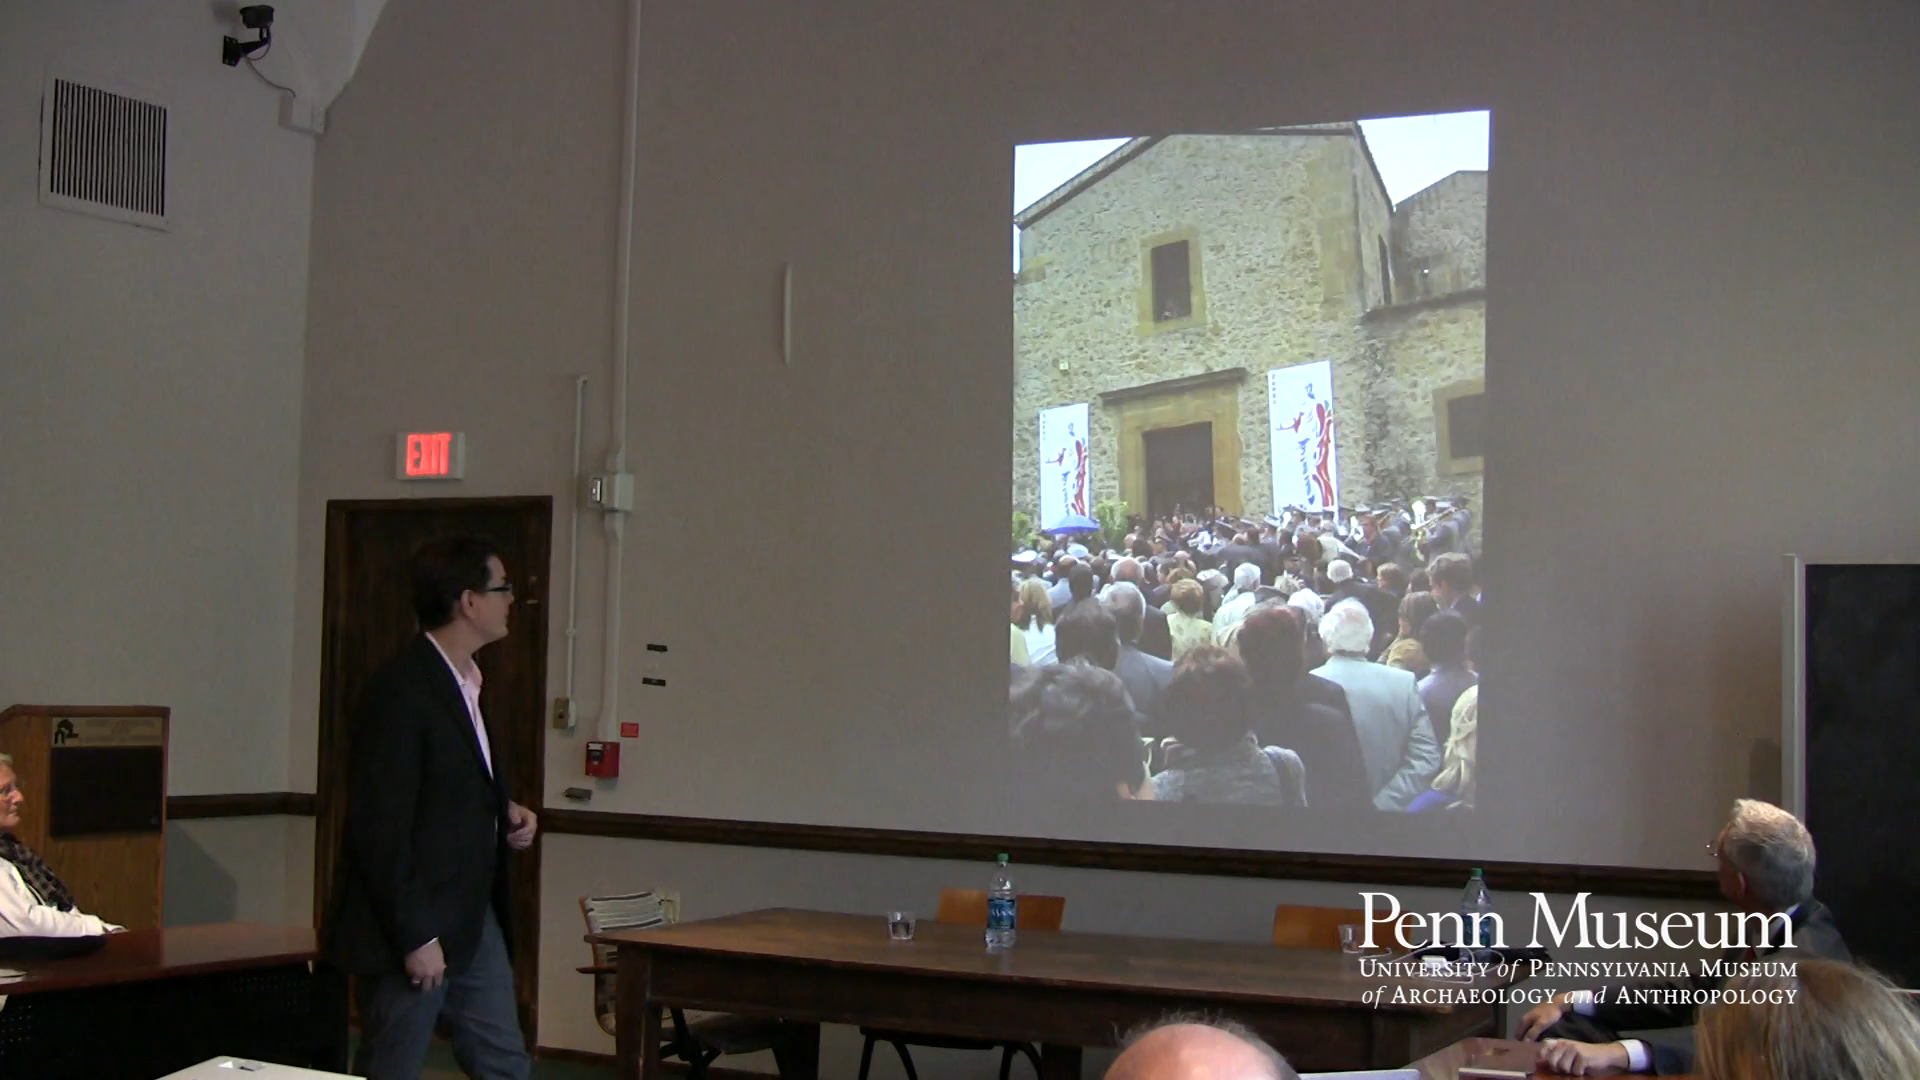 EXIT
Penn Museum
University of Pennsylvania Museum
of Archaeology and Anthropology